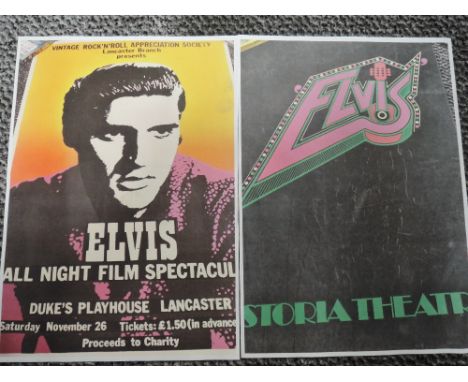 VINTAGE ROCK'N'ROLL APPRECIATION SOCIETY
Lancaster Branch
presents
ELVIS
ALL NIGHT FILM SPECTACUL
DUKE'S PLAYHOUSE LANCASTER
Saturday November 26 Tickets: £1.50 (in advance
Proceeds to Charity
ELVIS
STORIA THEATR